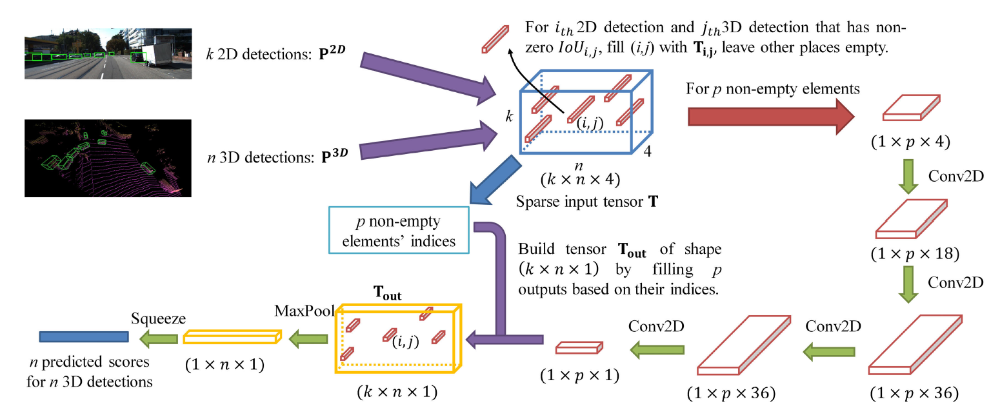 For i_th 2D detection and j_th3D detection that has non-
zero IoU_i,j, fill (i,j) with T_i,j, leave other places empty.
k 2D detections: P^2D
For p non-empty elements
k
(i, j)
n 3D detections: P^3D
4
n
(k × n × 4)
Sparse input tensor T
(1 × p × 4)
Conv2D
(1 × p × 18)
Conv2D
p non-empty
elements' indices
Build tensor T_out of shape
(k × n × 1) by filling p
outputs based on their indices.
(1 × p × 36)
Conv2D
(1 × p × 36)
Conv2D
(1 × p × 1)
T_out
(i, j)
(k × n × 1)
MaxPool
(1 × n × 1)
Squeeze
n predicted scores
for n 3D detections